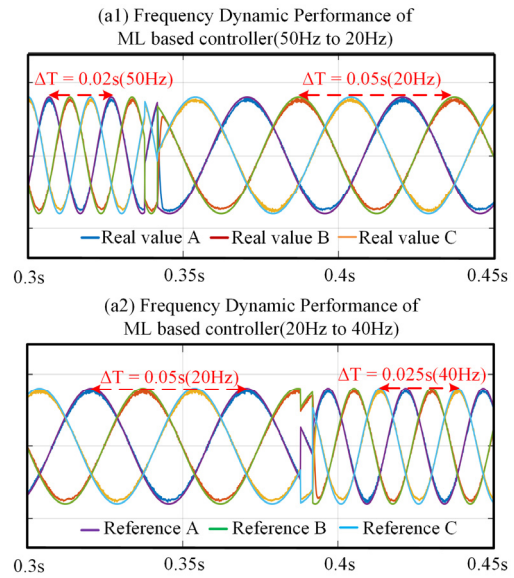 (a1) Frequency Dynamic Performance of
ML based controller(50Hz to 20Hz)
ΔT = 0.02s(50Hz) ΔT = 0.05s(20Hz)
Real value A Real value B Real value C
0.3s 0.35s 0.4s 0.45s
(a2) Frequency Dynamic Performance of
ML based controller(20Hz to 40Hz)
ΔT = 0.05s(20Hz) ΔT = 0.025s(40Hz)
Reference A Reference B Reference C
0.3s 0.35s 0.4s 0.45s